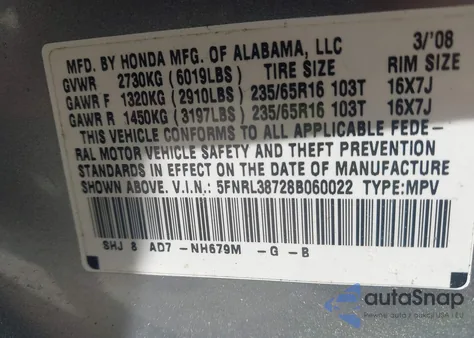 MFD. BY HONDA MFG. OF ALABAMA, LLC 3/'08
GVWR 2730KG (6019LBS) TIRE SIZE RIM SIZE
GAWR F 1320KG (2910LBS) 235/65R16 103T 16X7J
GAWR R 1450KG (3197LBS) 235/65R16 103T 16X7J
THIS VEHICLE CONFORMS TO ALL APPLICABLE FEDE-
RAL MOTOR VEHICLE SAFETY AND THEFT PREVENTION
STANDARDS IN EFFECT ON THE DATE OF MANUFACTURE
SHOWN ABOVE. V.I.N.: 5FNRL38728B060022 TYPE:MPV
SHJ 8 AD7 -NH679M -G -B
autoSnap